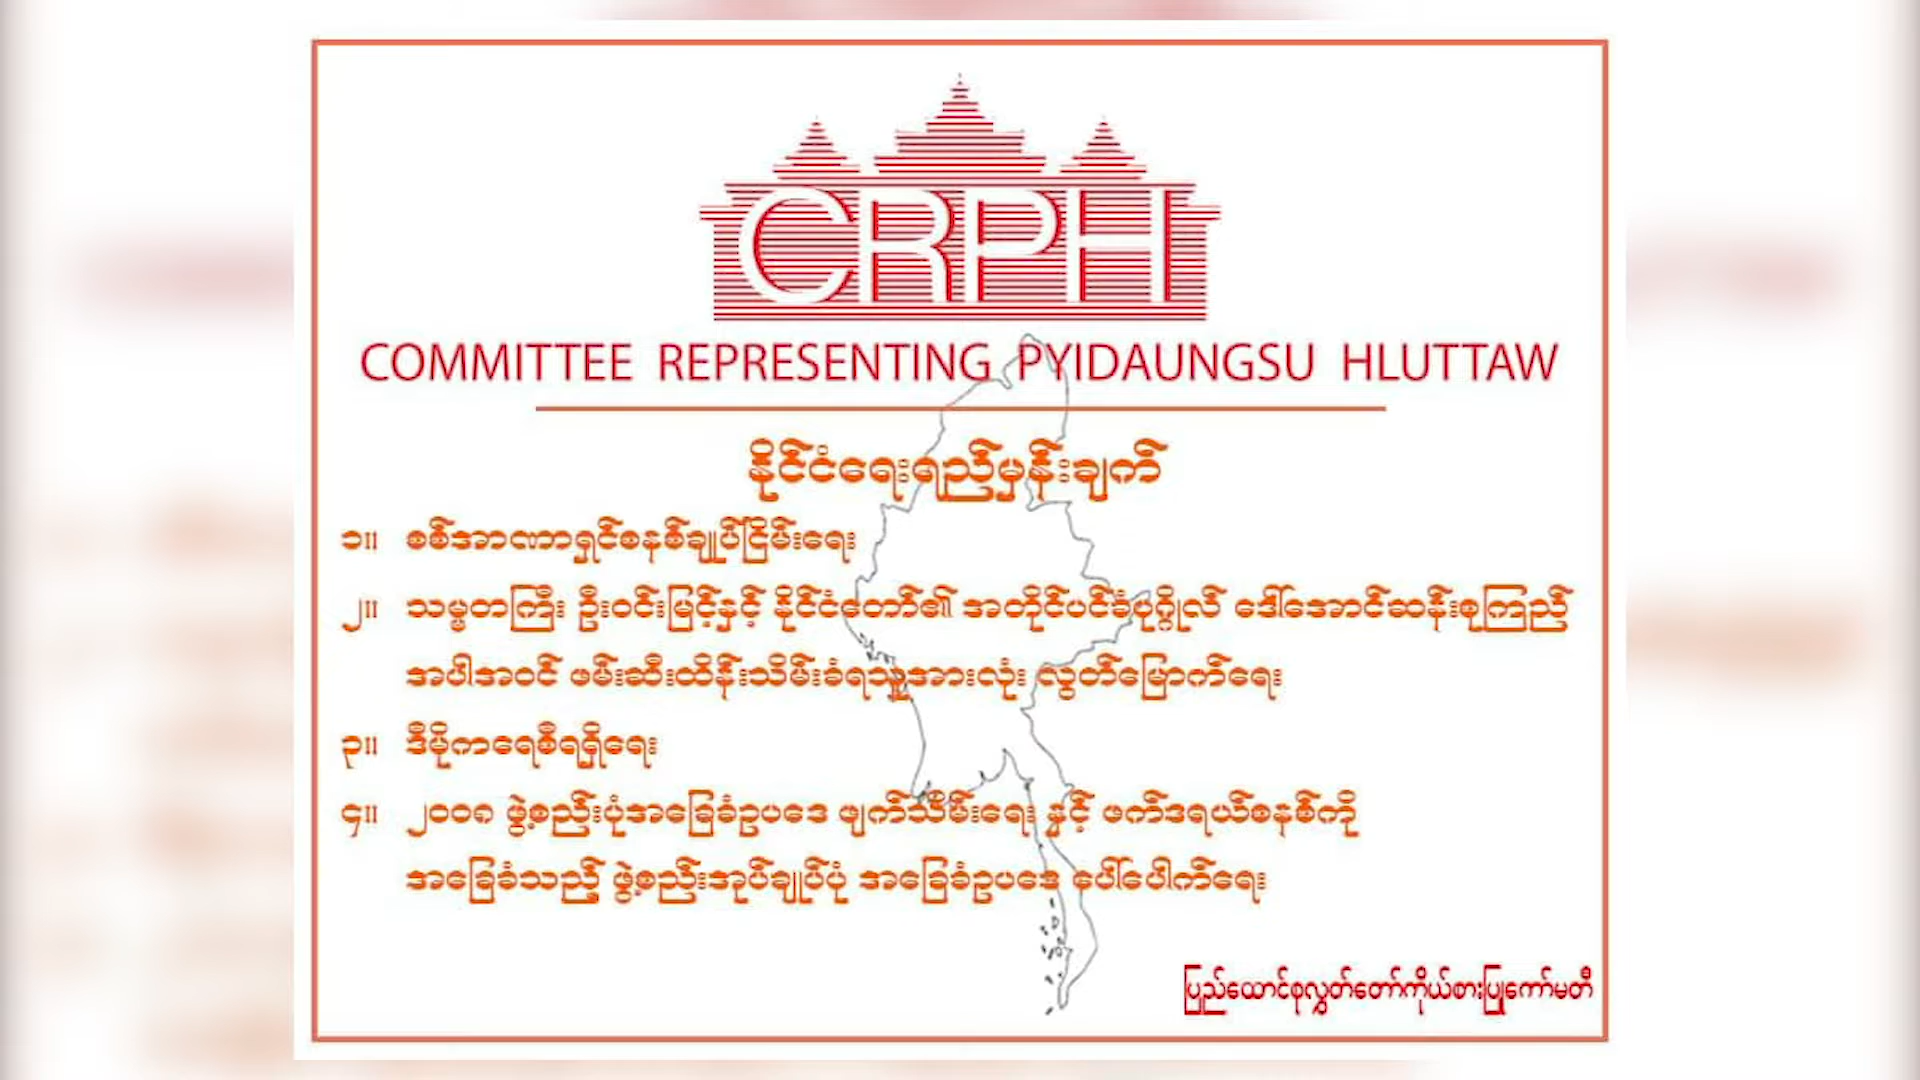 CRPH
COMMITTEE REPRESENTING PYIDAUNGSU HLUTTAW
နိုင်ငံရေးရည်မှန်းချက်
၁။ စစ်အာဏာရှင်စနစ်ချုပ်ငြိမ်းရေး
၂။ သမ္မတကြီး ဦးဝင်းမြင့်နှင့် နိုင်ငံတော်၏ အတိုင်ပင်ခံပုဂ္ဂိုလ် ဒေါ်အောင်ဆန်းစုကြည်
အပါအဝင် ဖမ်းဆီးထိန်းသိမ်းခံရသူအားလုံး လွတ်မြောက်ရေး
၃။ ဒီမိုကရေစီရရှိရေး
၄။ ၂၀၀၈ ဖွဲ့စည်းပုံအခြေခံဥပဒေ ဖျက်သိမ်းရေး နှင့် ဖက်ဒရယ်စနစ်ကို
အခြေခံသည့် ဖွဲ့စည်းအုပ်ချုပ်ပုံ အခြေခံဥပဒေ ပေါ်ပေါက်ရေး
ပြည်ထောင်စုလွှတ်တော်ကိုယ်စားပြုကော်မတီ